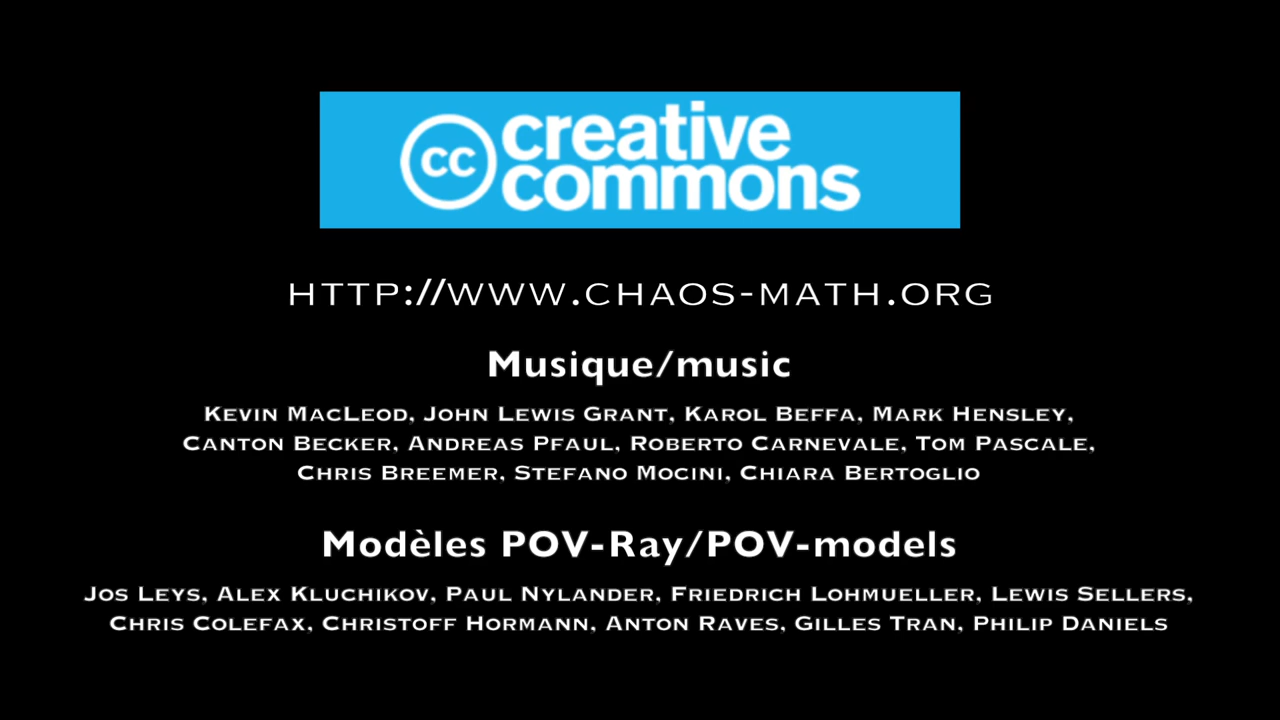 cc creative
commons
HTTP://WWW.CHAOS-MATH.ORG
Musique/music
Kevin MacLeod, John Lewis Grant, Karol Beffa, Mark Hensley,
Canton Becker, Andreas Pfaul, Roberto Carnevale, Tom Pascale,
Chris Breemer, Stefano Mocini, Chiara Bertoglio
Modèles POV-Ray/POV-models
Jos Leys, Alex Kluchikov, Paul Nylander, Friedrich Lohmueller, Lewis Sellers,
Chris Colefax, Christoff Hormann, Anton Raves, Gilles Tran, Philip Daniels